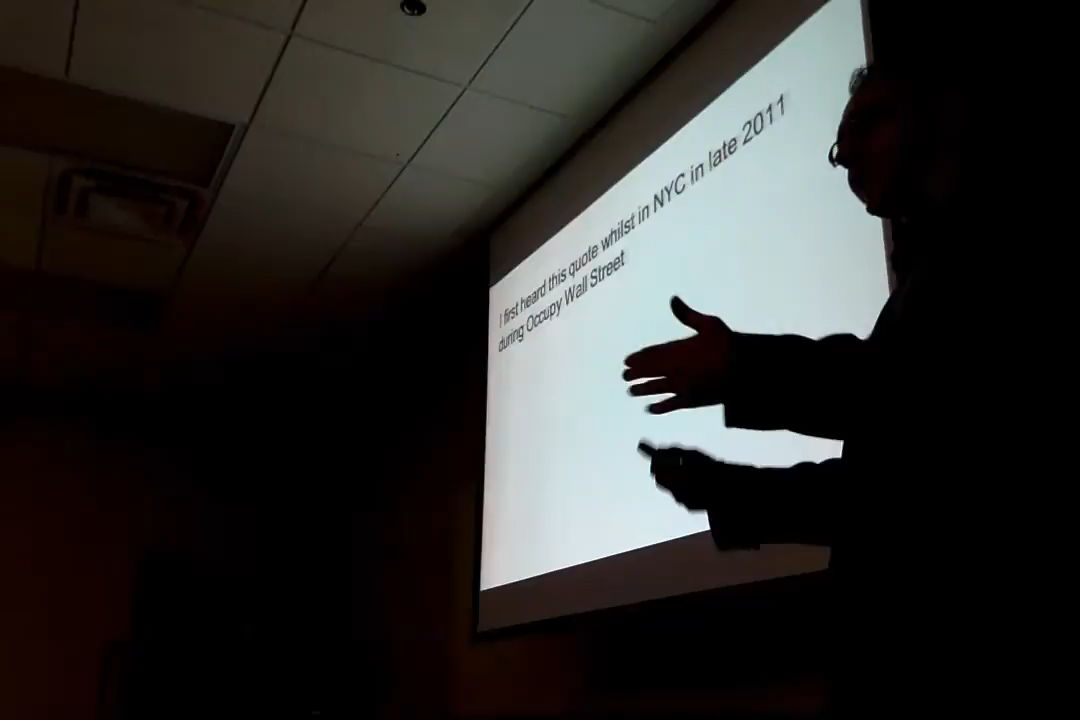 I first heard this quote whilst in NYC in late 2011
during Occupy Wall Street